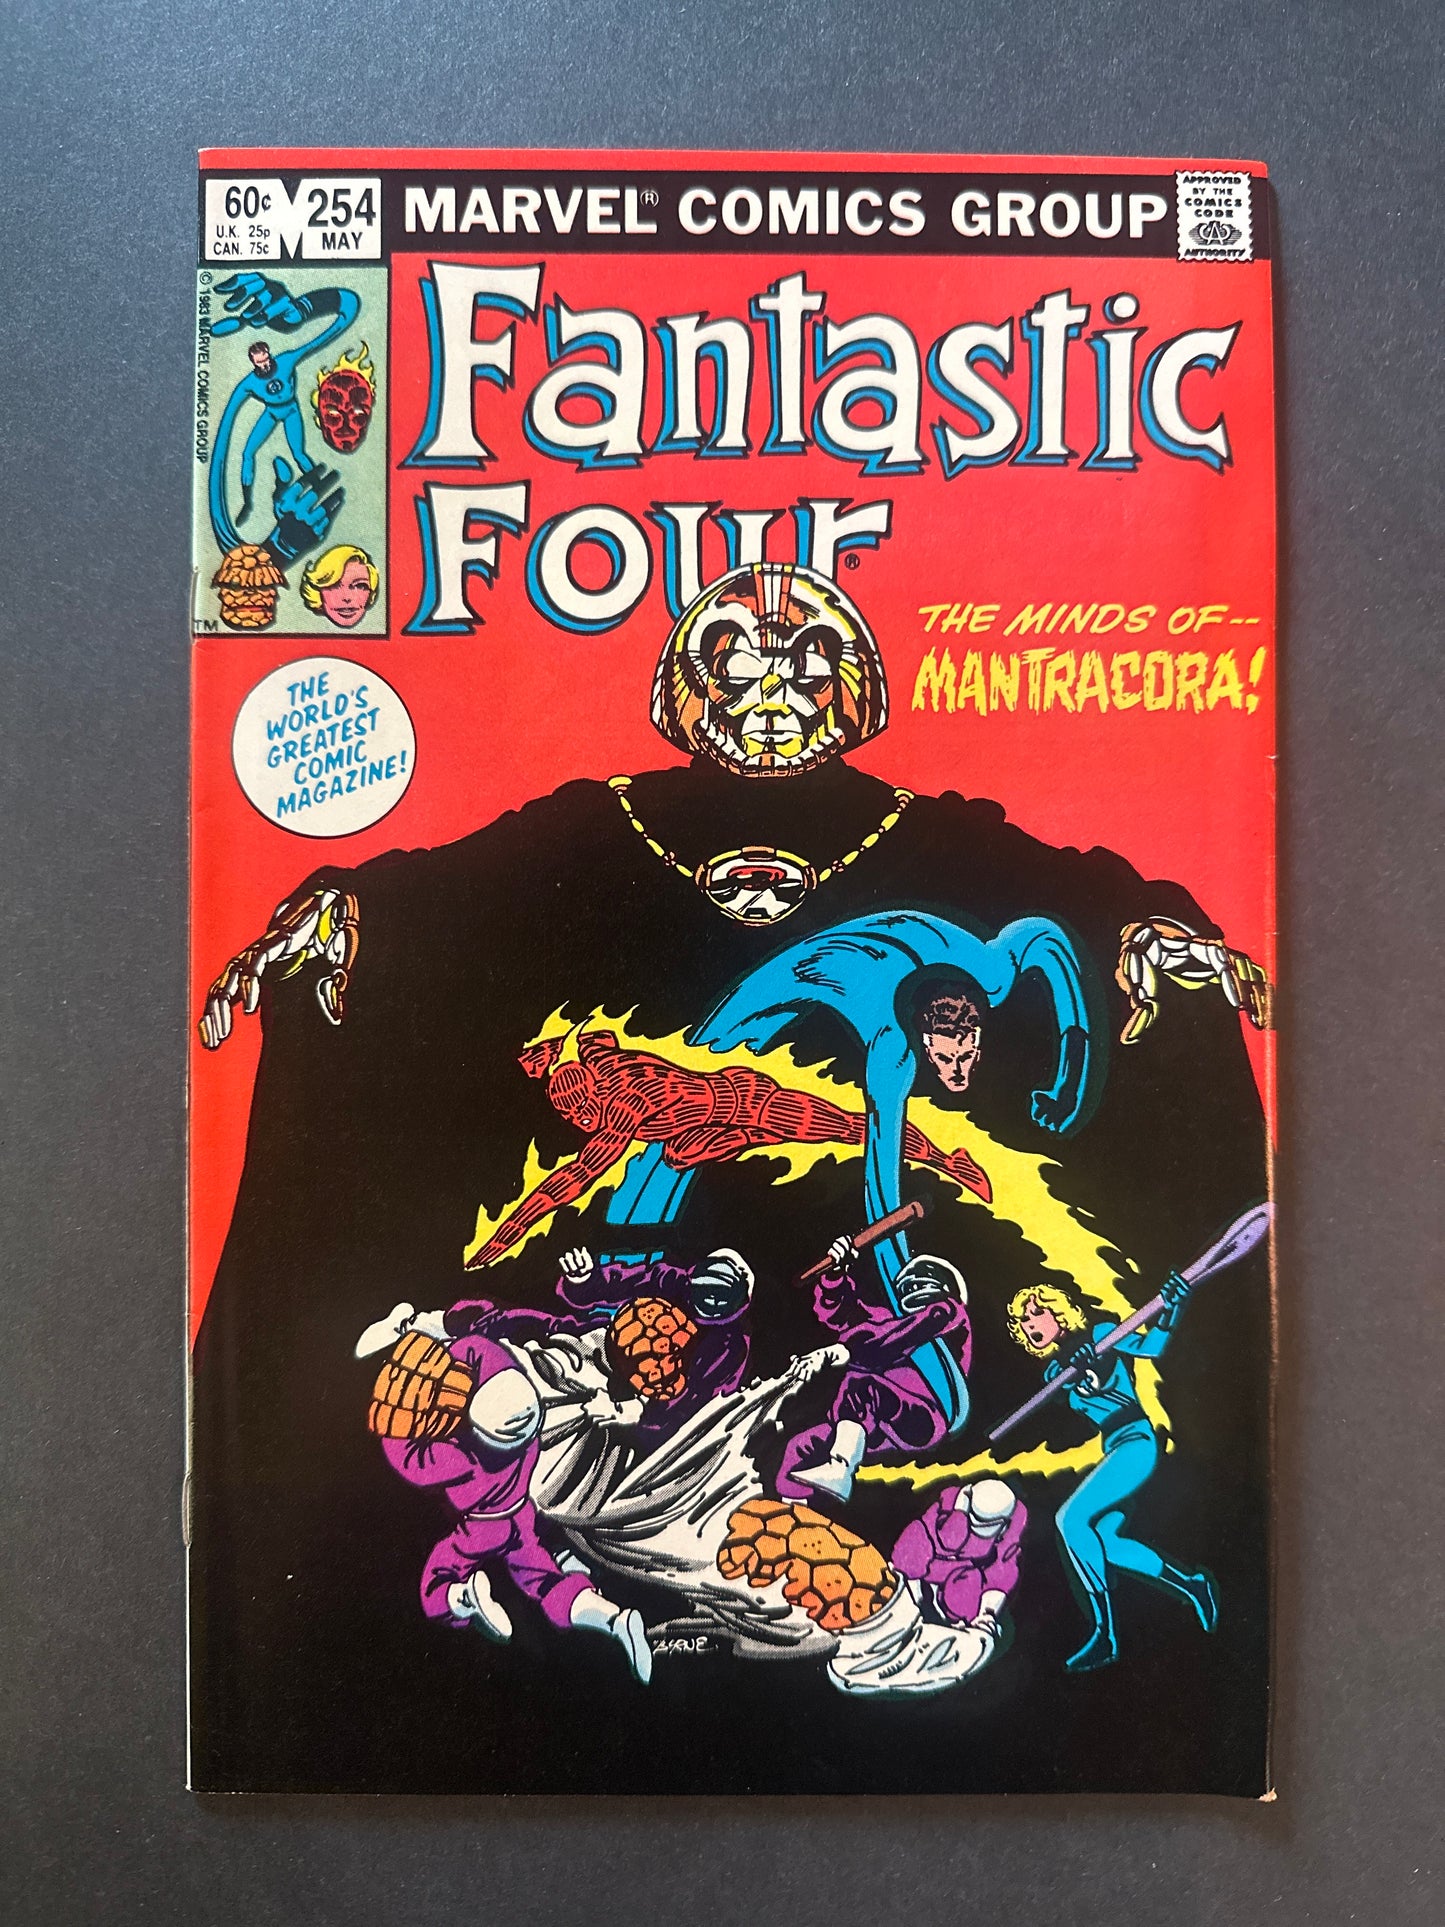 60¢
U.K. 25p
CAN. 75¢
254
MAY
MARVEL® COMICS GROUP
APPROVED
BY THE
COMICS
CODE
CA
AUTHORITY
© 1983 MARVEL COMICS GROUP
TM
Fantastic
Four®
THE MINDS OF--
MANTRACORA!
THE
WORLD'S
GREATEST
COMIC
MAGAZINE!
BYRNE